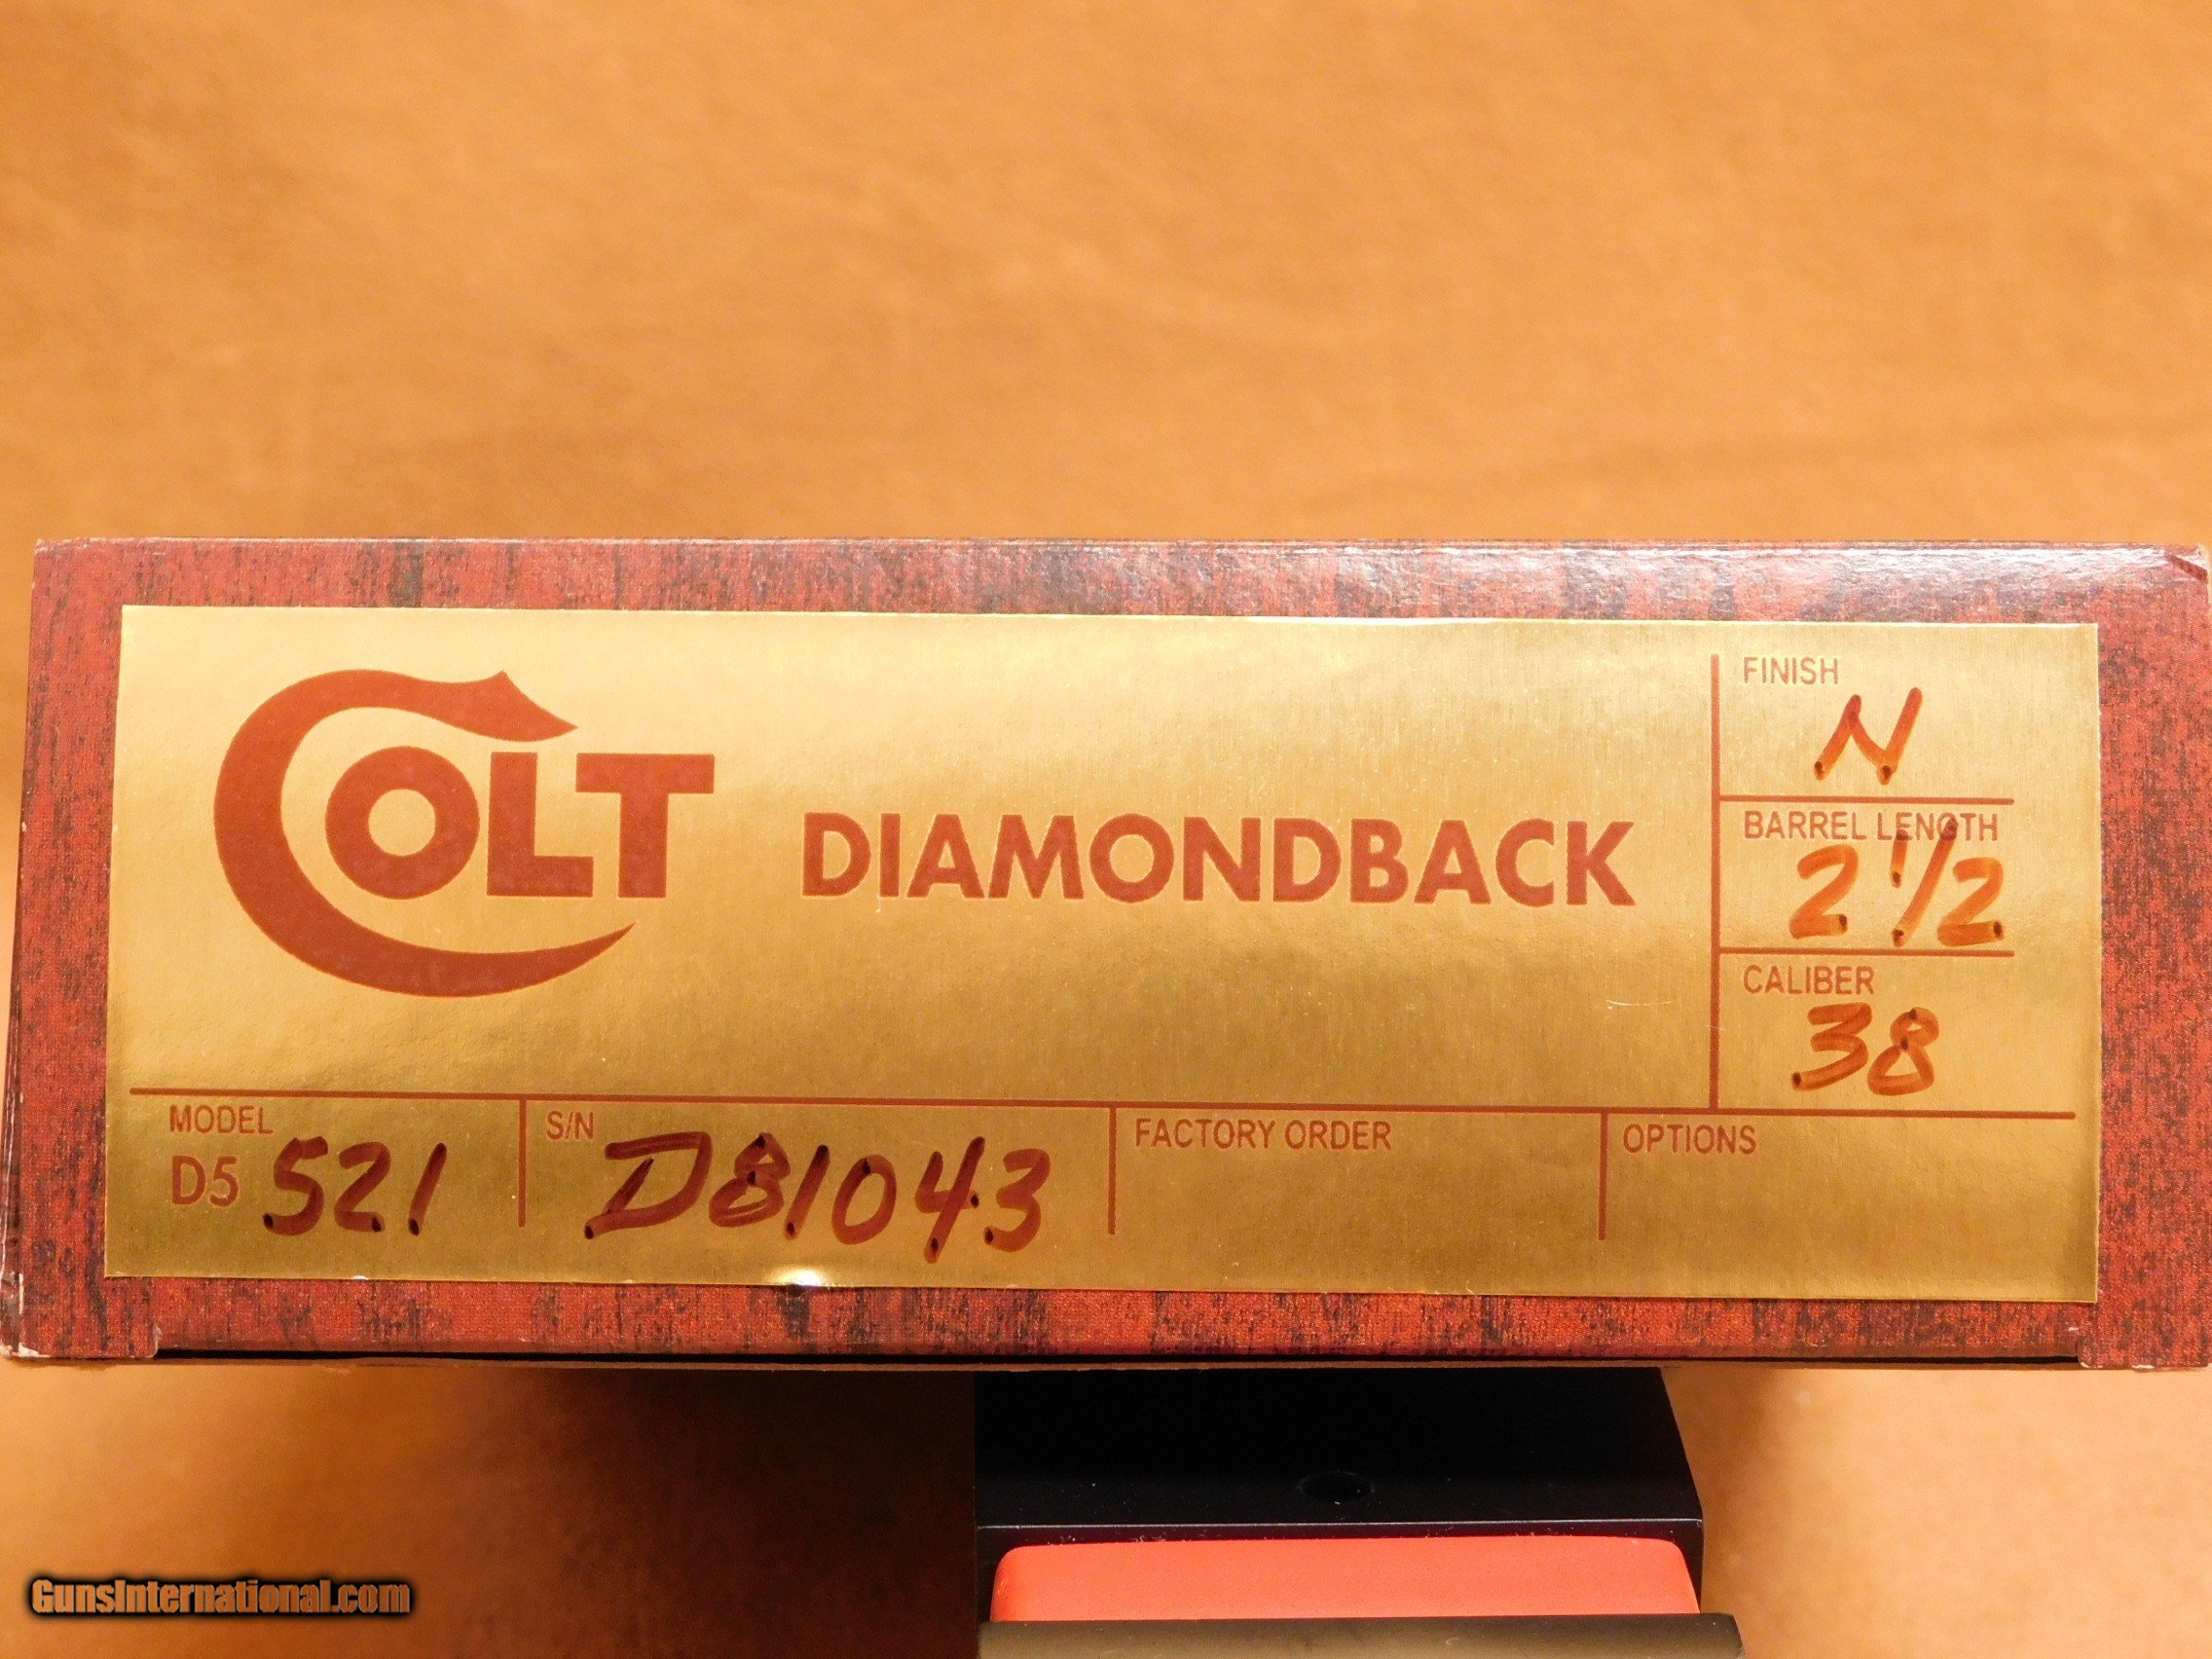 COLT DIAMONDBACK
FINISH
N
BARREL LENGTH
2 1/2
CALIBER
38
MODEL
D5 521
S/N
D81043
FACTORY ORDER
OPTIONS
GunsInternational.com